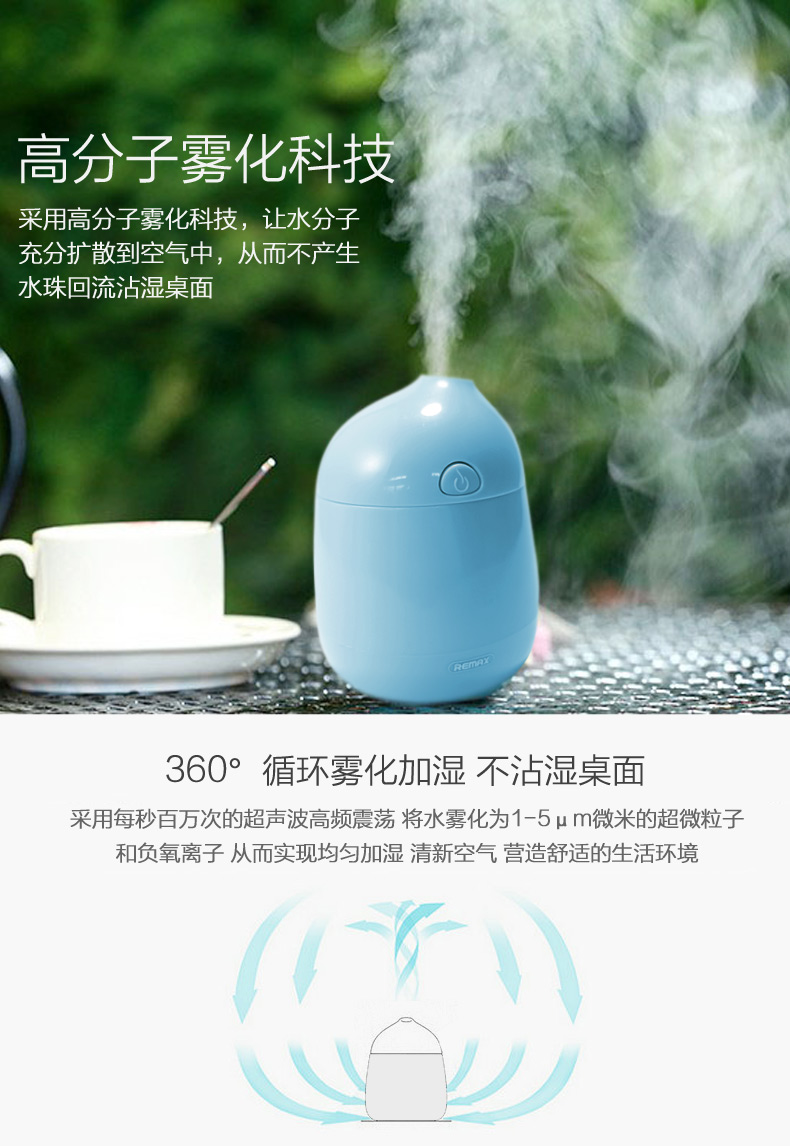 高分子雾化科技
采用高分子雾化科技，让水分子
充分扩散到空气中，从而不产生
水珠回流沾湿桌面
REMAX
360° 循环雾化加湿 不沾湿桌面
采用每秒百万次的超声波高频震荡 将水雾化为1-5μm微米的超微粒子
和负氧离子 从而实现均匀加湿 清新空气 营造舒适的生活环境